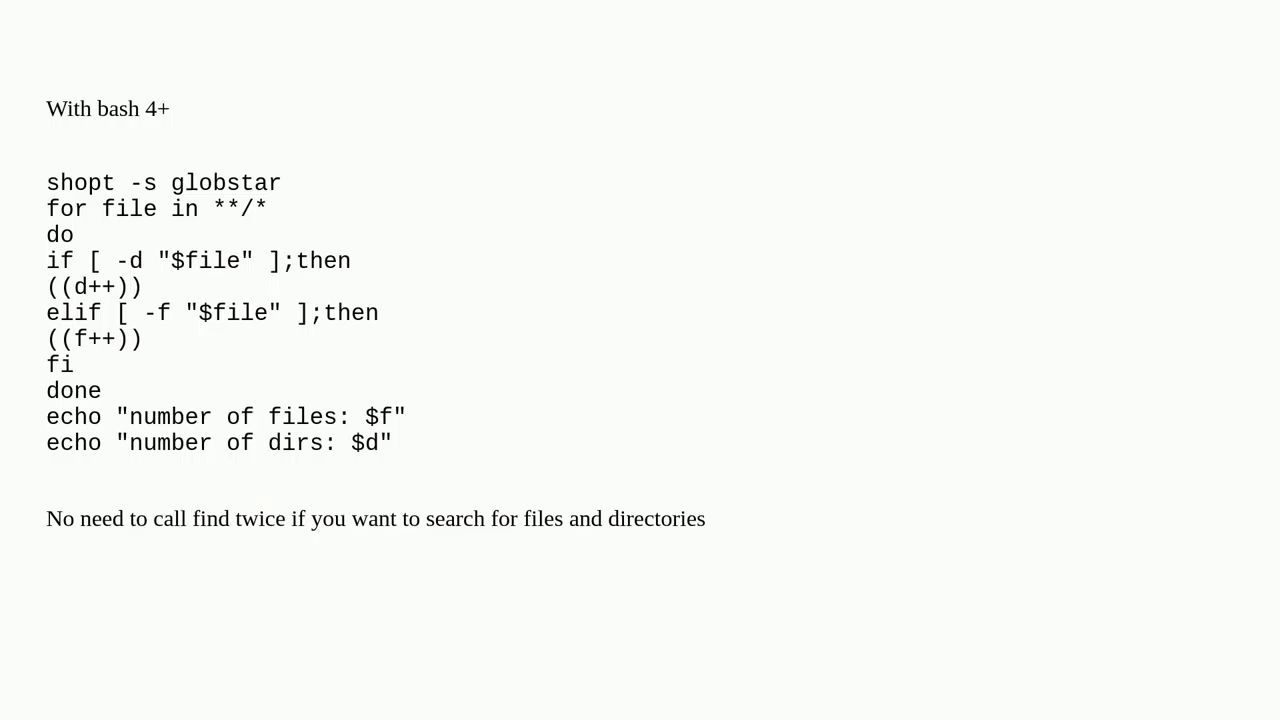 With bash 4+
shopt -s globstar
for file in **/*
do
if [ -d "$file" ];then
((d++))
elif [ -f "$file" ];then
((f++))
fi
done
echo "number of files: $f"
echo "number of dirs: $d"
No need to call find twice if you want to search for files and directories